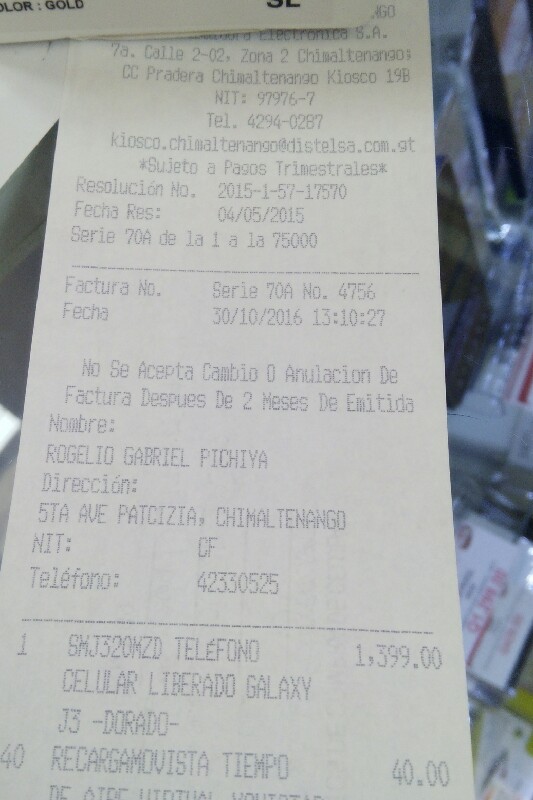 OLOR : GOLD
SL
Electrónica S.A.
7a. Calle 2-02, Zona 2 Chimaltenango;
CC Pradera Chimaltenango Kiosco 19B
NIT: 97976-7
Tel. 4294-0287
kiosco.chimaltenango@distelsa.com.gt
*Sujeto a Pagos Trimestrales*
Resolución No. 2015-1-57-17570
Fecha Res: 04/05/2015
Serie 70A de la 1 a la 75000
Factura No. Serie 70A No. 4756
Fecha 30/10/2016 13:10:27
No Se Acepta Cambio O Anulacion De
Factura Despues De 2 Meses De Emitida
Nombre:
ROGELIO GABRIEL PICHIYA
Dirección:
5TA AVE PATCIZIA, CHIMALTENANGO
NIT: CF
Teléfono: 42330525
1 SMJ320MZD TELÉFONO 1,399.00
CELULAR LIBERADO GALAXY
J3 -DORADO-
40 RECARGAMOVISTA TIEMPO 40.00
DE AIRE VIRTUAL